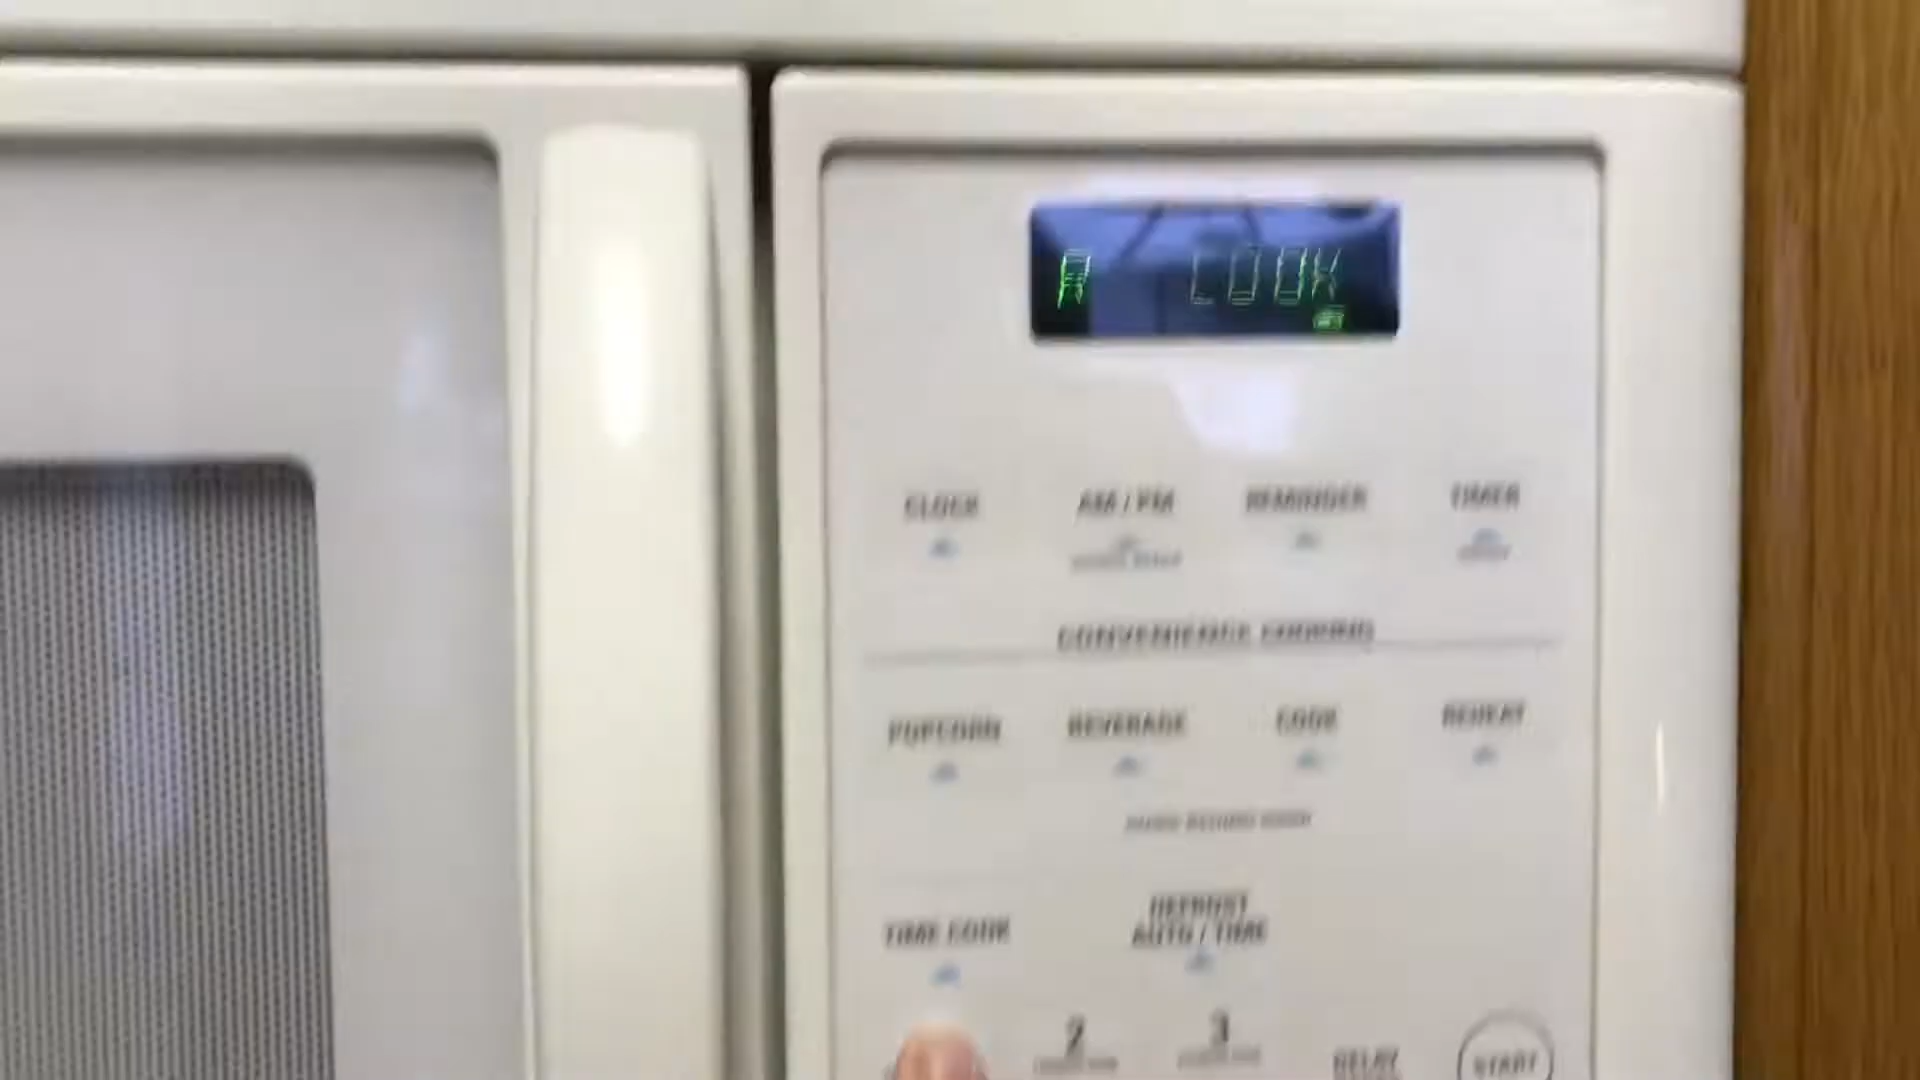 A COOK
CLOCK AM / PM REMINDER TIMER
CONVENIENCE COOKING
POPCORN BEVERAGE COOK REHEAT
TIME COOK DEFROST
AUTO / TIME
2 3 DELAY START